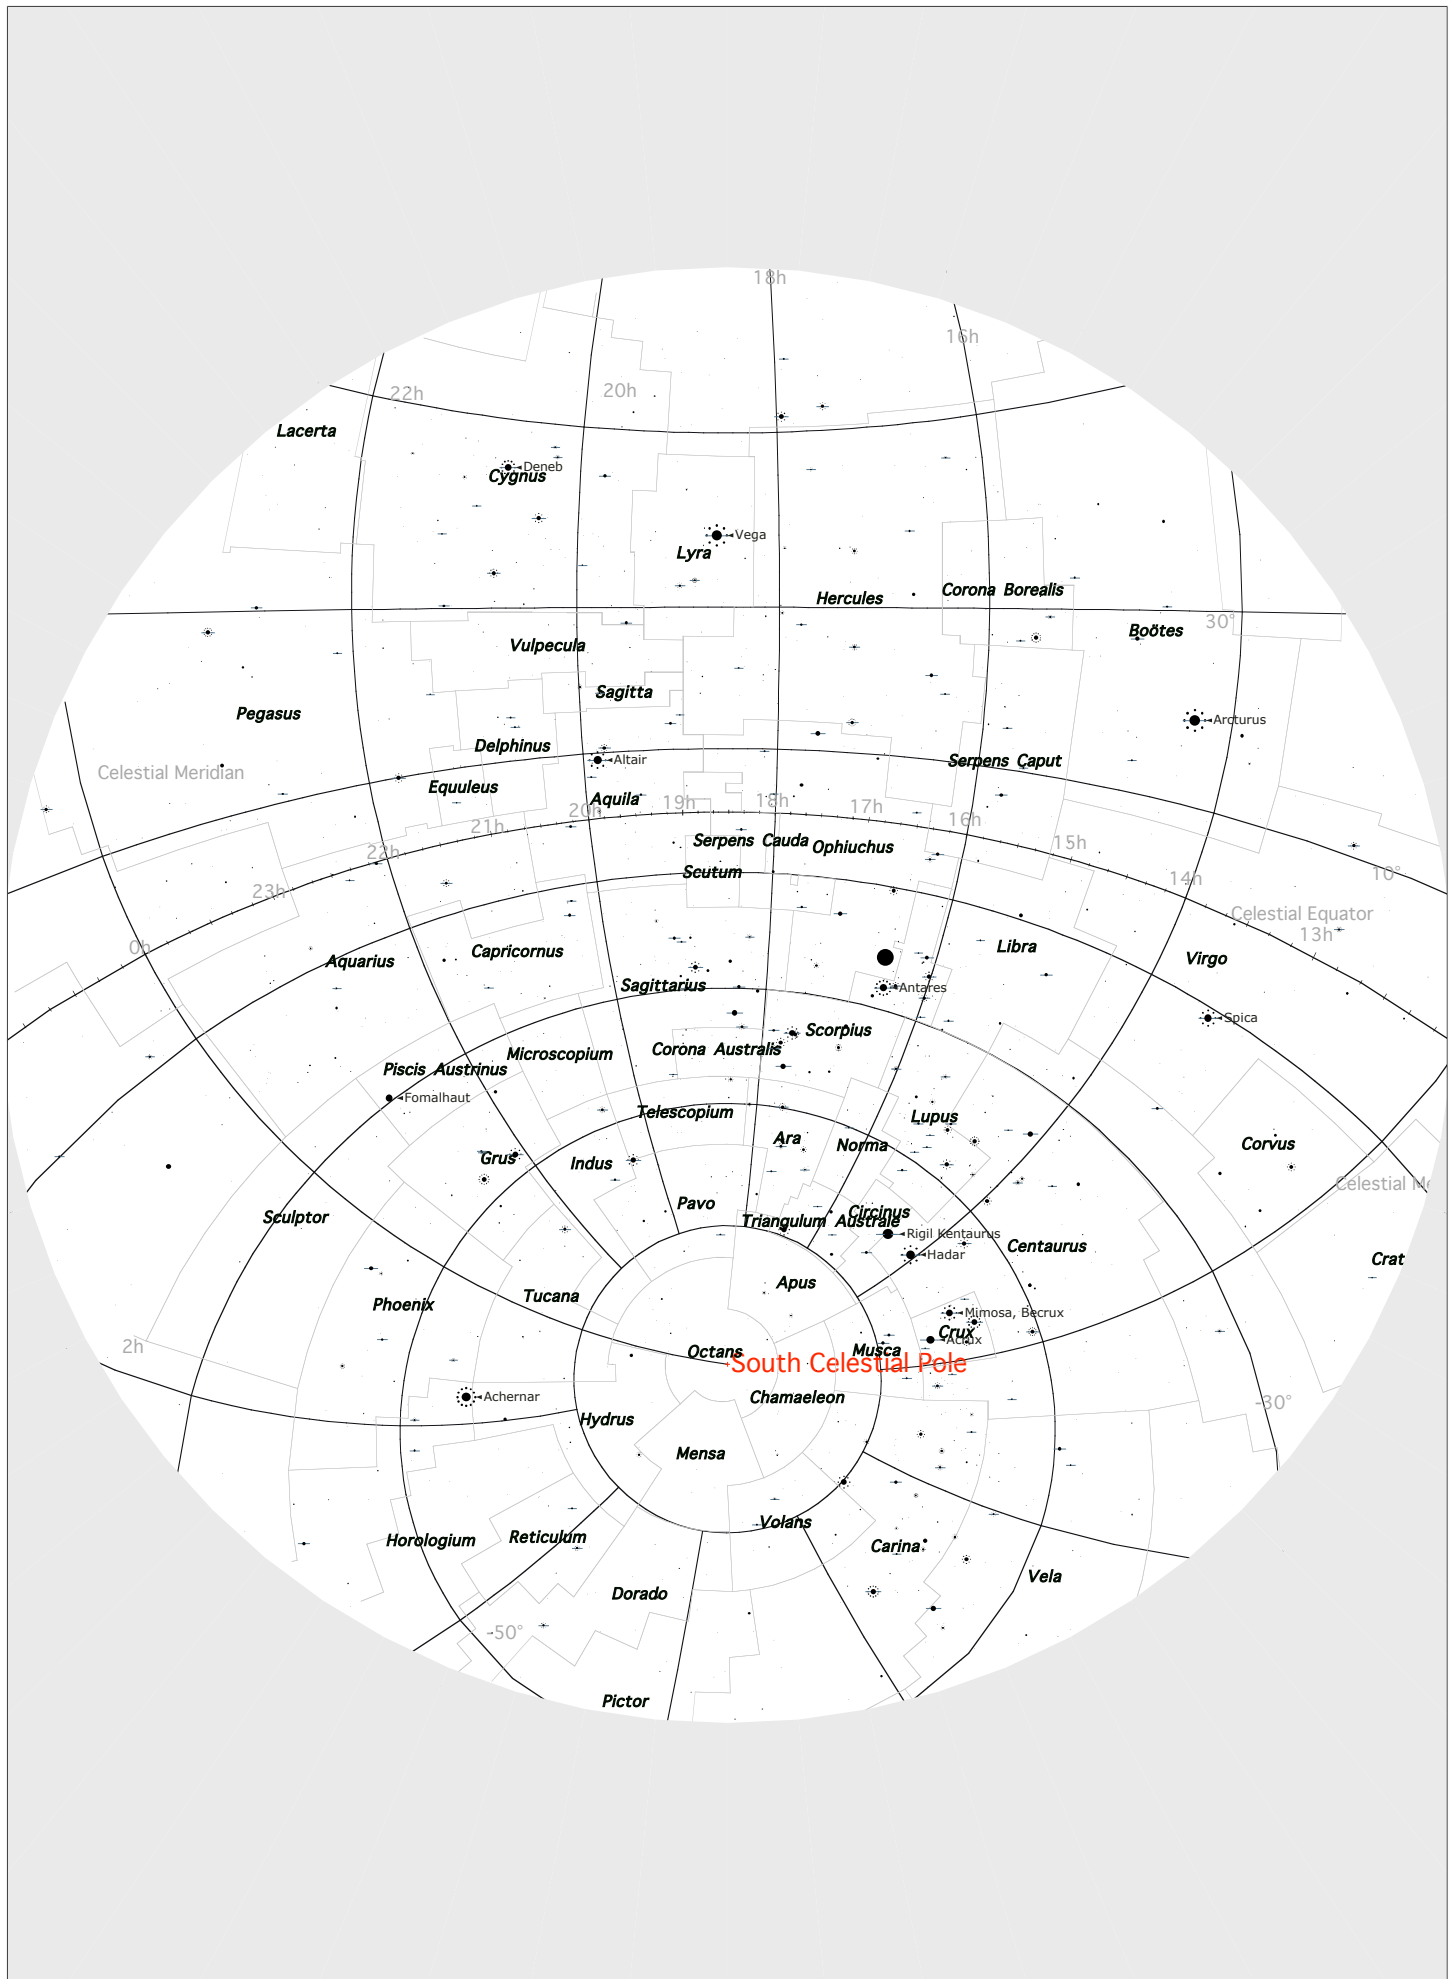 18h
16h
22h
20h
Lacerta
Deneb
Cygnus
Vega
Lyra
Hercules
Corona Borealis
30°
Boötes
Vulpecula
Sagitta
Pegasus
Arcturus
Delphinus
Altair
Serpens Caput
Celestial Meridian
Equuleus
Aquila
20h
19h
18h
17h
16h
21h
15h
Serpens Cauda
Ophiuchus
22h
Scutum
10°
14h
23h
Celestial Equator
13h
0h
Capricornus
Libra
Aquarius
Virgo
Sagittarius
Antares
Spica
Scorpius
Corona Australis
Microscopium
Piscis Austrinus
Fomalhaut
Telescopium
Lupus
Ara
Norma
Corvus
Grus
Indus
Celestial Me
Pavo
Circinus
Sculptor
Triangulum Australe
Rigil Kentaurus
Centaurus
Hadar
Crat
Apus
Tucana
Phoenix
Mimosa, Becrux
Crux
Acrux
2h
Octans
Musca
South Celestial Pole
Achernar
Chamaeleon
-30°
Hydrus
Mensa
Volans
Horologium
Reticulum
Carina
Vela
Dorado
-50°
Pictor